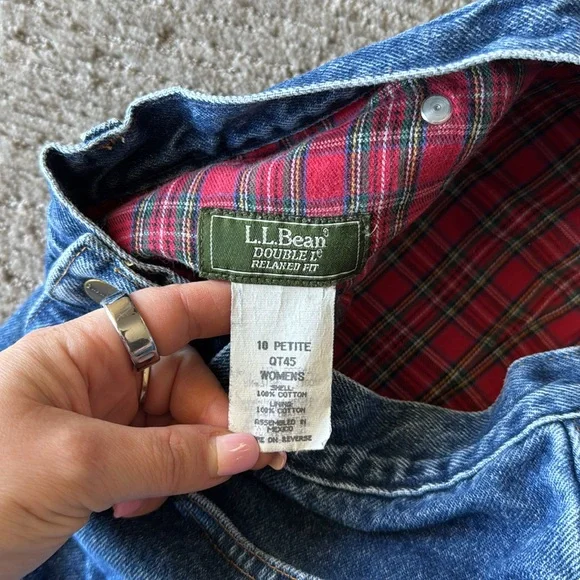 L.L.Bean®
DOUBLE L®
RELAXED FIT
10 PETITE
QT45
WOMENS
SHELL:
100% COTTON
LINING:
100% COTTON
ASSEMBLED IN
MEXICO
ON REVERSE